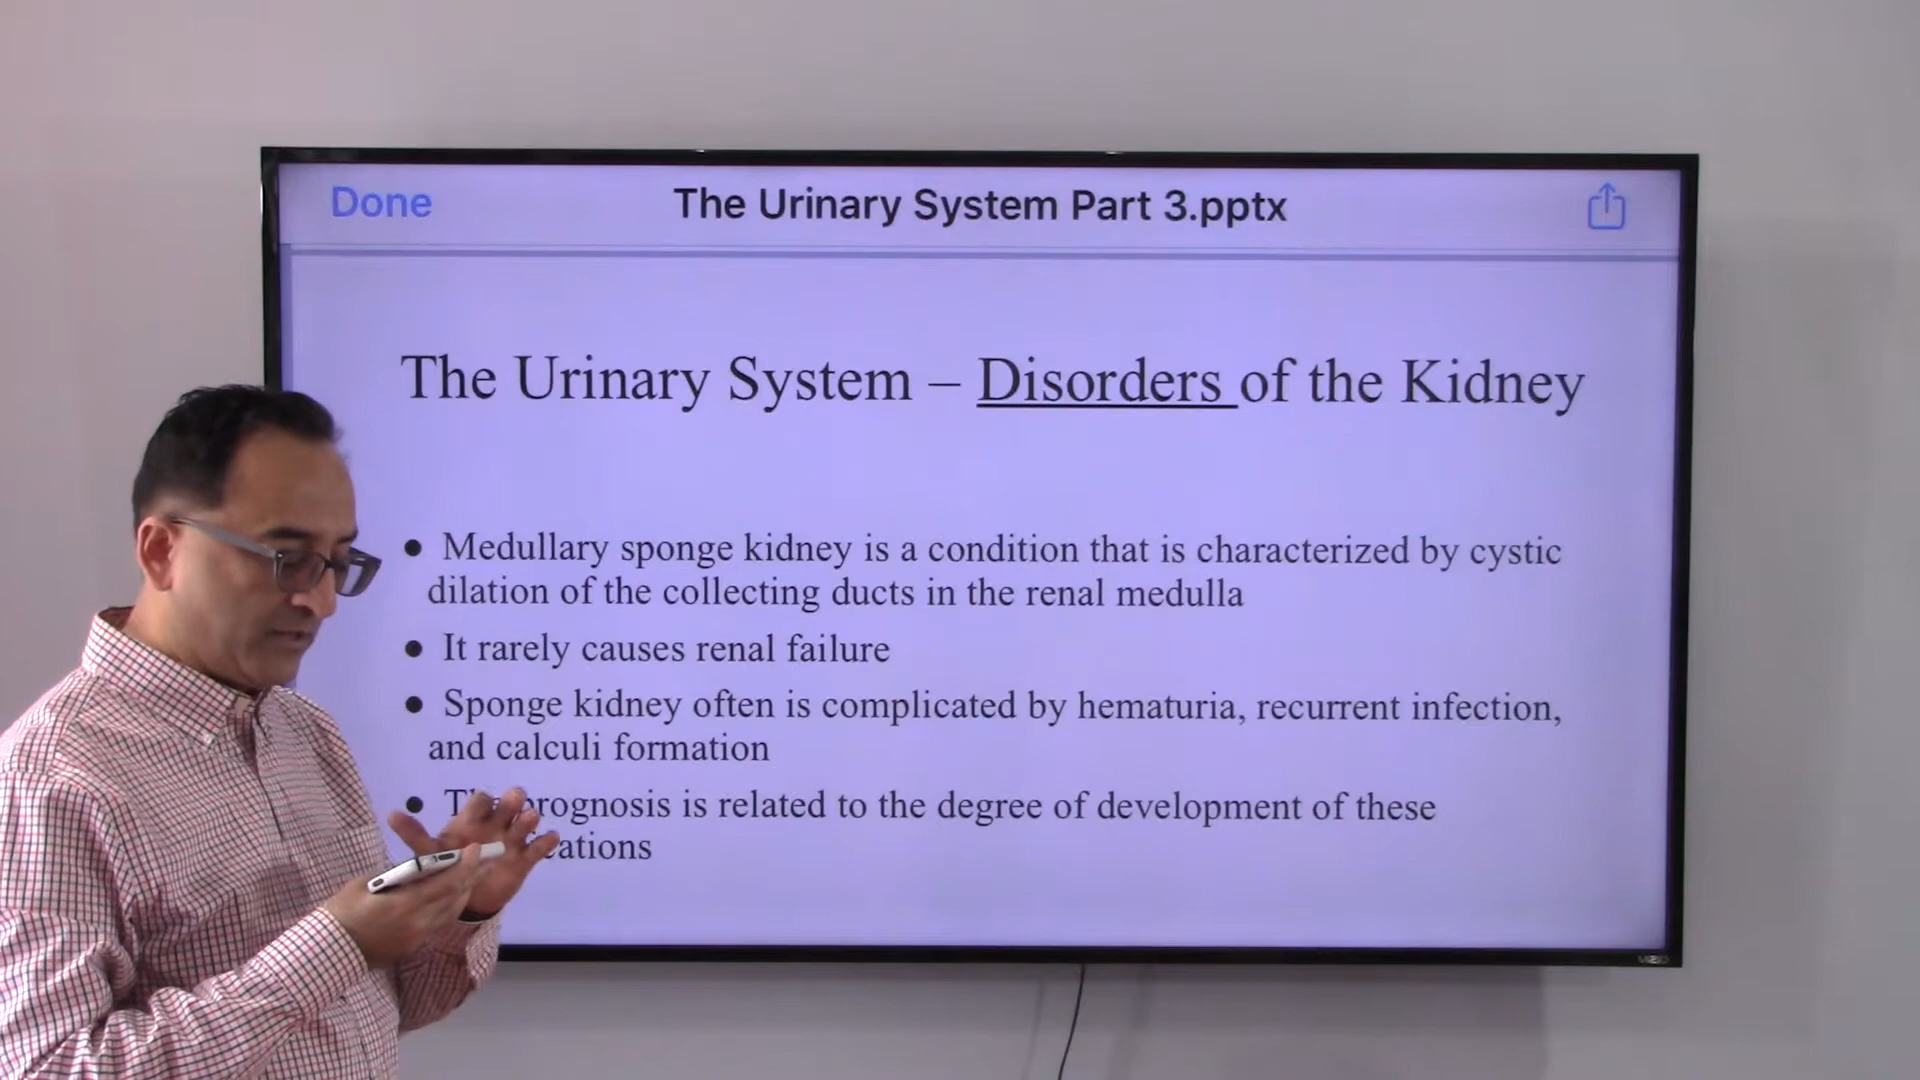 Done
The Urinary System Part 3.pptx
The Urinary System – Disorders of the Kidney
● Medullary sponge kidney is a condition that is characterized by cystic
dilation of the collecting ducts in the renal medulla
● It rarely causes renal failure
● Sponge kidney often is complicated by hematuria, recurrent infection,
and calculi formation
● prognosis is related to the degree of development of these
VIZIO